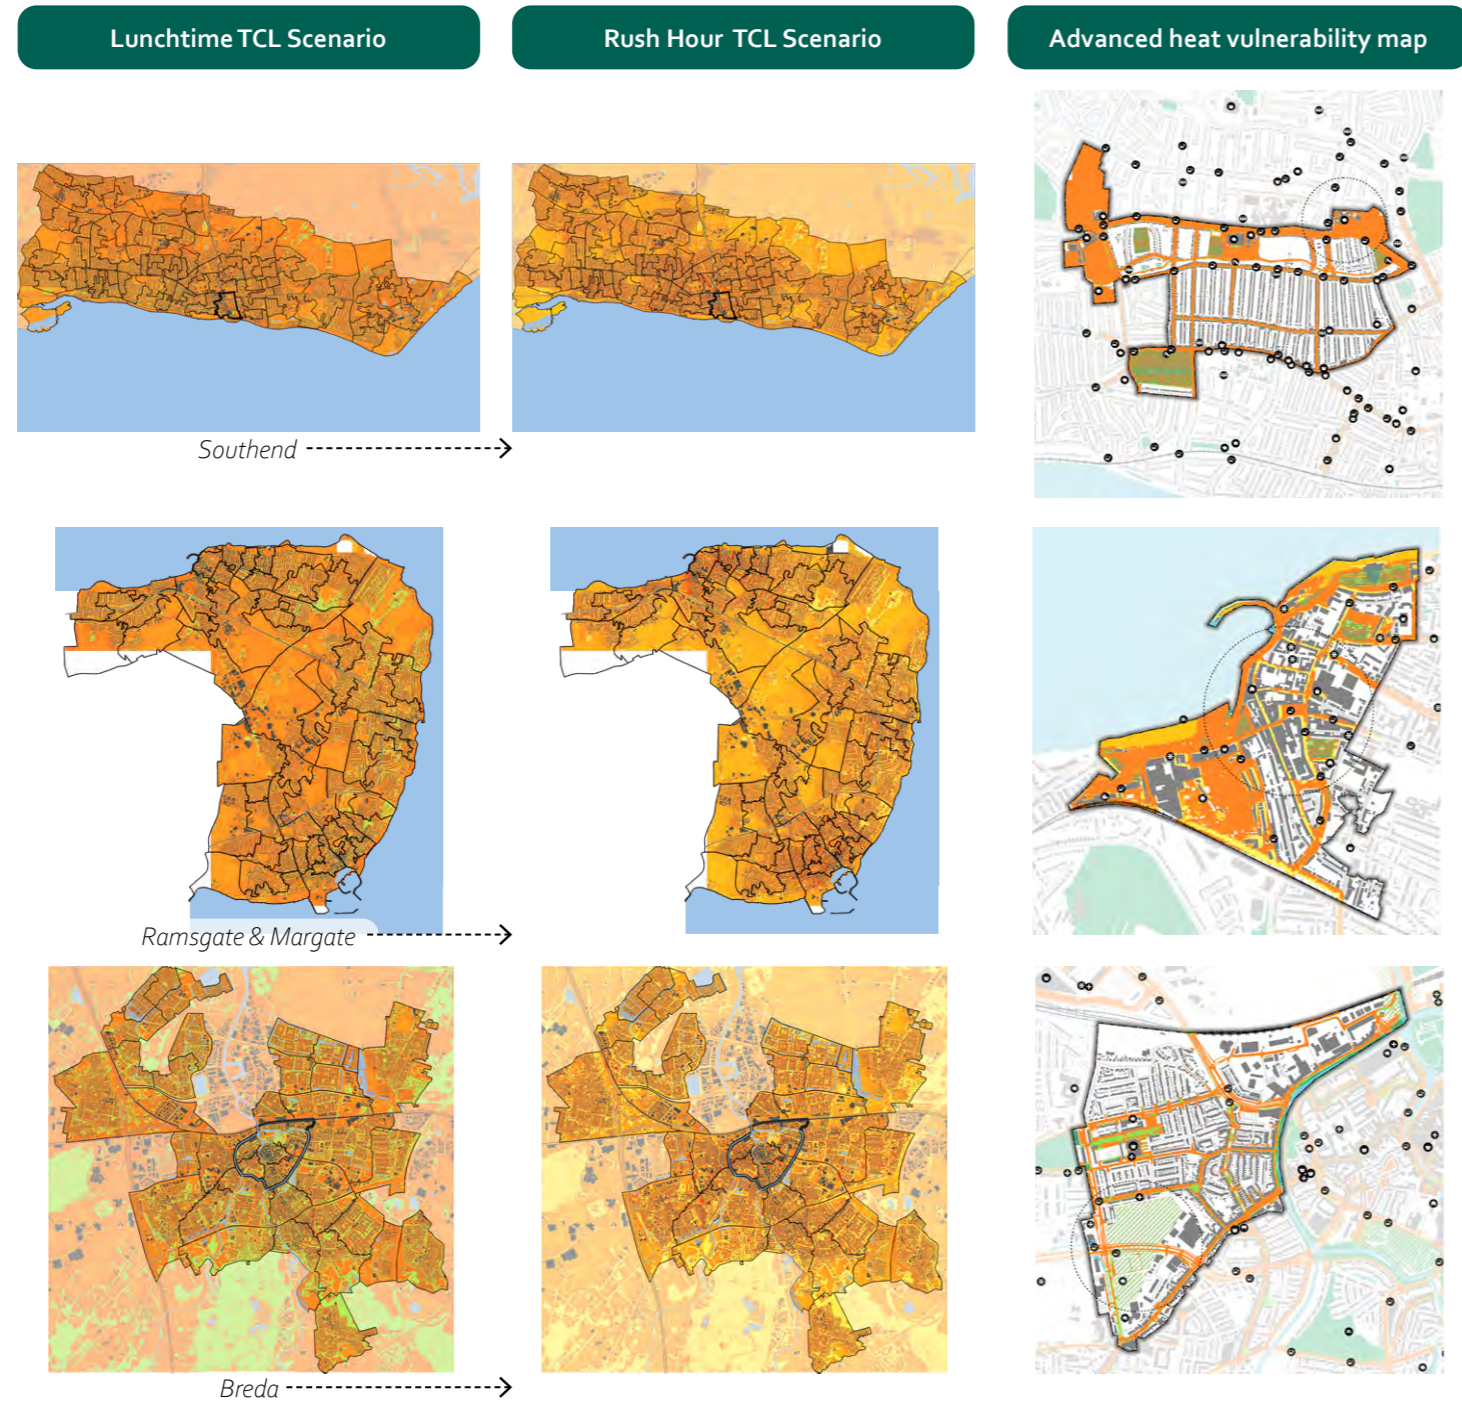 Lunchtime TCL Scenario
Rush Hour TCL Scenario
Advanced heat vulnerability map
Southend
Ramsgate & Margate
Breda